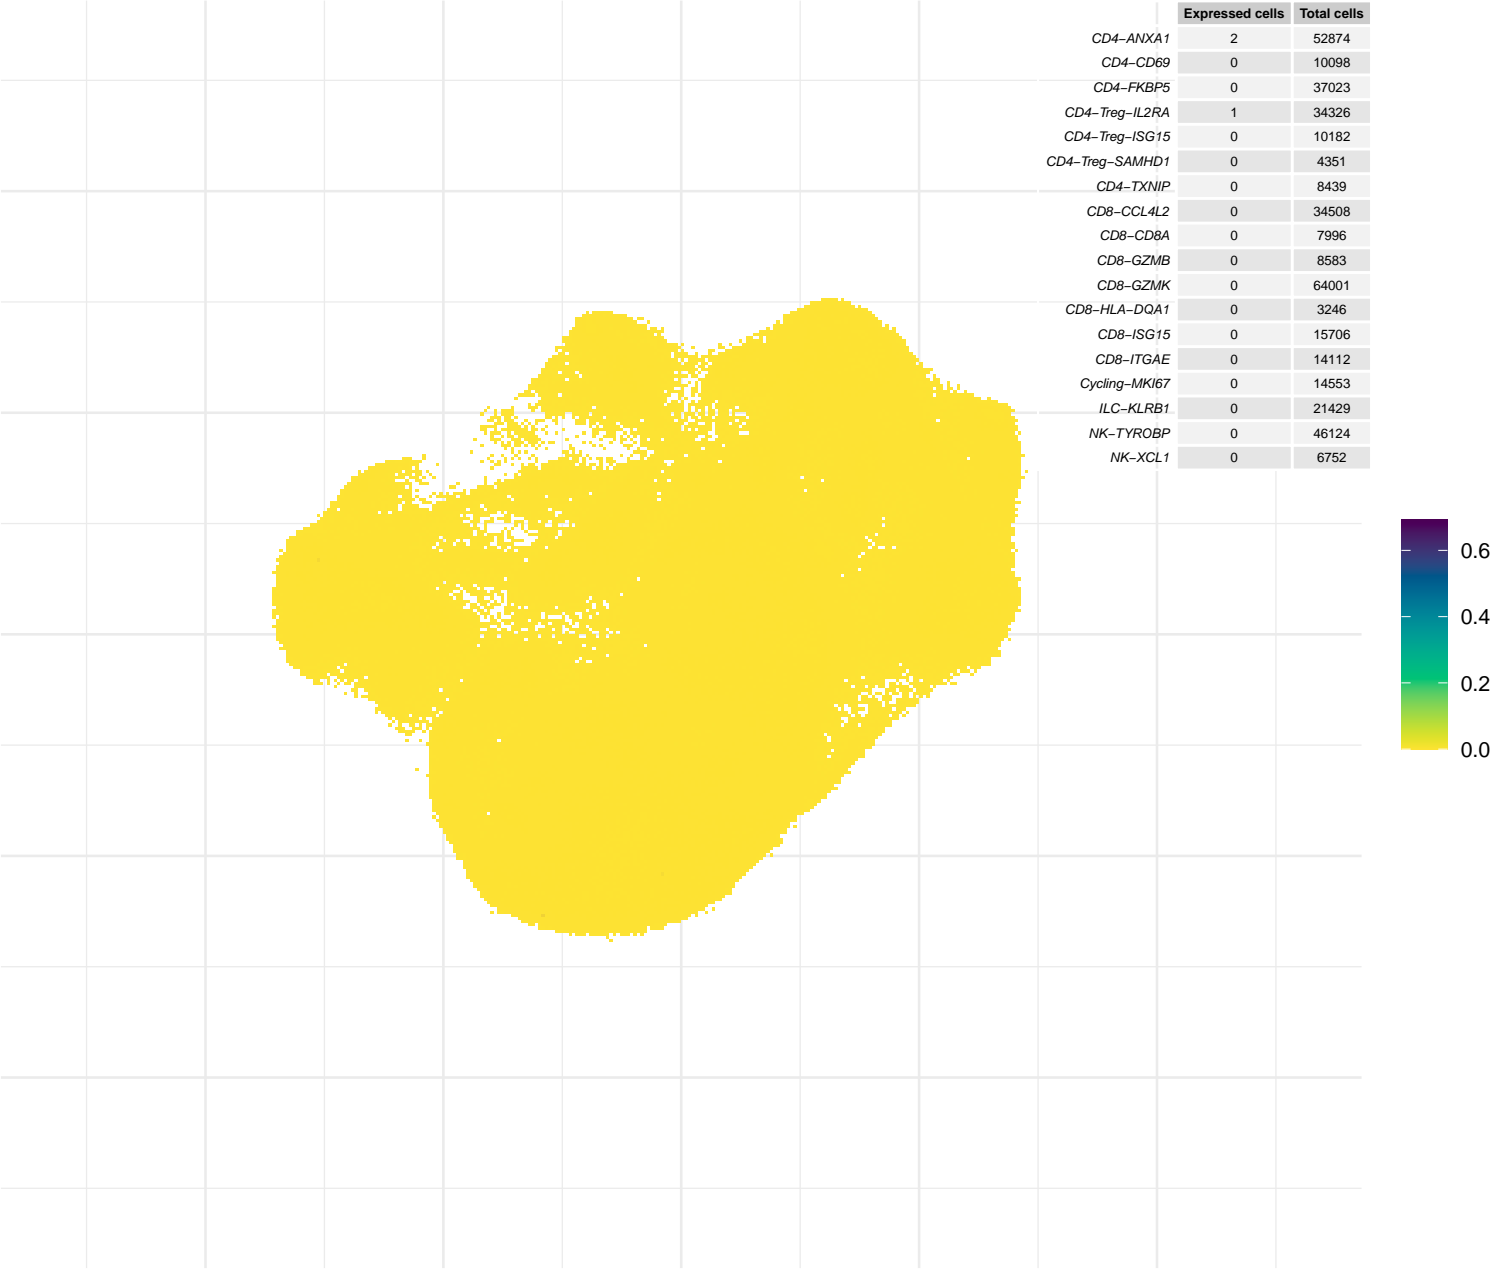 Expressed cells Total cells
CD4−ANXA1 2 52874
CD4−CD69 0 10098
CD4−FKBP5 0 37023
CD4−Treg−IL2RA 1 34326
CD4−Treg−ISG15 0 10182
CD4−Treg−SAMHD1 0 4351
CD4−TXNIP 0 8439
CD8−CCL4L2 0 34508
CD8−CD8A 0 7996
CD8−GZMB 0 8583
CD8−GZMK 0 64001
CD8−HLA−DQA1 0 3246
CD8−ISG15 0 15706
CD8−ITGAE 0 14112
Cycling−MKI67 0 14553
ILC−KLRB1 0 21429
NK−TYROBP 0 46124
NK−XCL1 0 6752
0.6
0.4
0.2
0.0